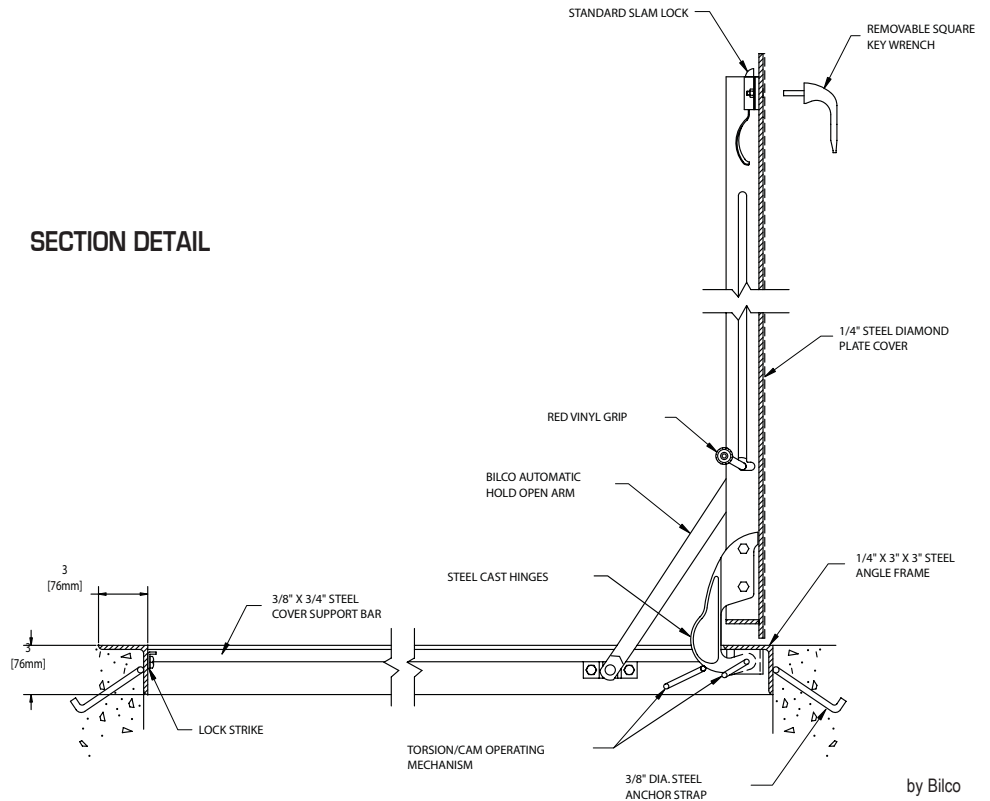 STANDARD SLAM LOCK
REMOVABLE SQUARE
KEY WRENCH
SECTION DETAIL
1/4" STEEL DIAMOND
PLATE COVER
RED VINYL GRIP
BILCO AUTOMATIC
HOLD OPEN ARM
1/4" X 3" X 3" STEEL
ANGLE FRAME
STEEL CAST HINGES
3
[76mm]
3/8" X 3/4" STEEL
COVER SUPPORT BAR
3
[76mm]
LOCK STRIKE
TORSION/CAM OPERATING
MECHANISM
3/8" DIA. STEEL
ANCHOR STRAP
by Bilco